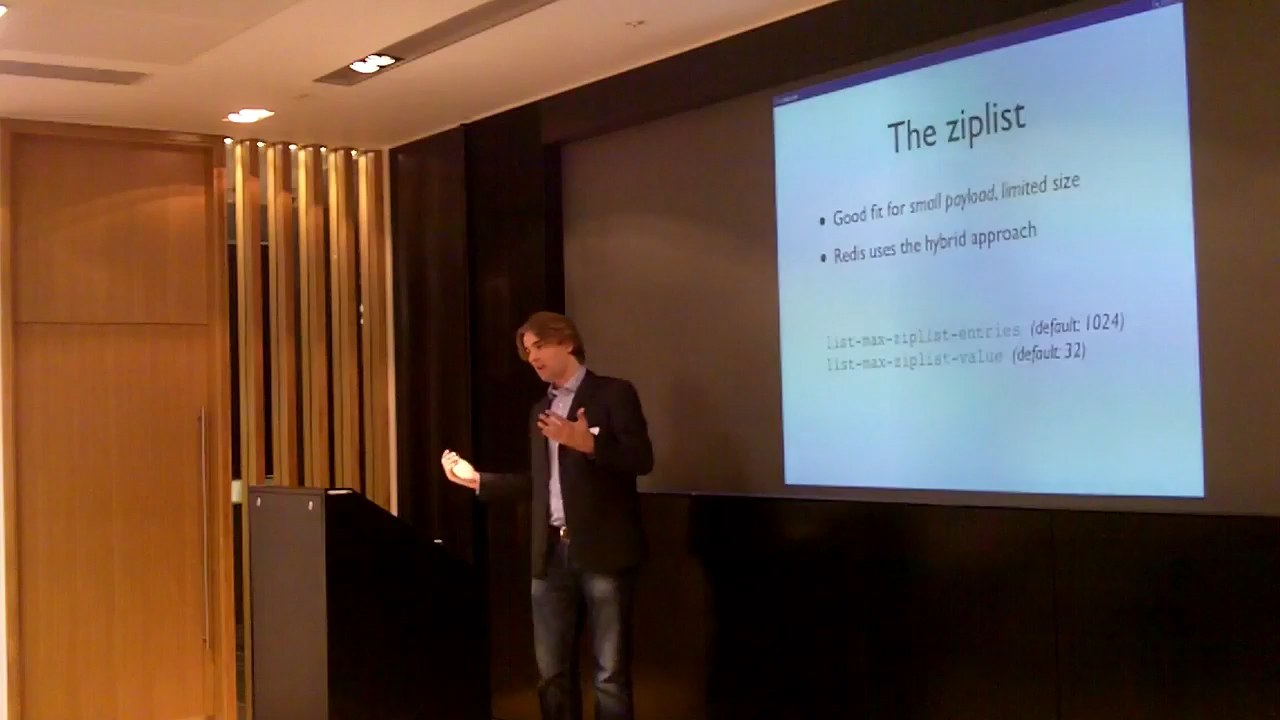 The ziplist
• Good fit for small payload, limited size
• Redis uses the hybrid approach
list-max-ziplist-entries (default: 1024)
list-max-ziplist-value (default: 32)